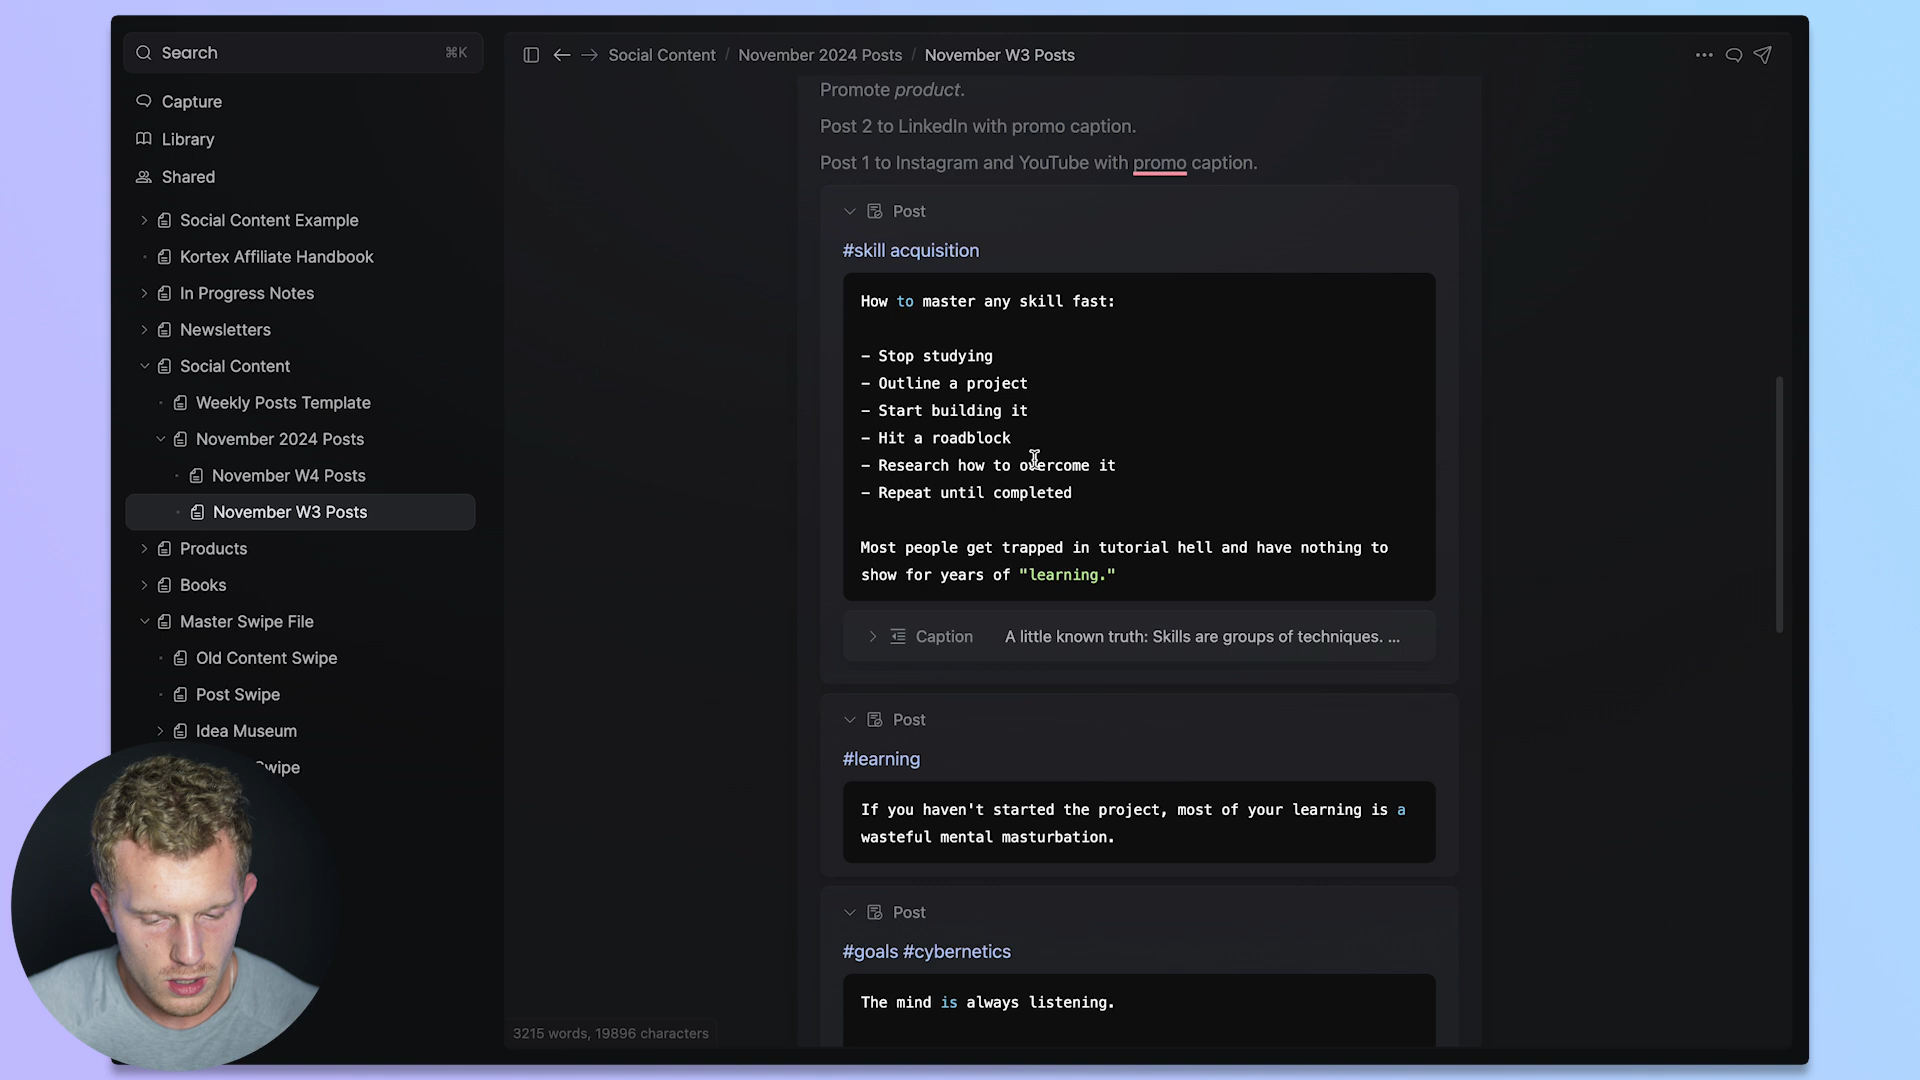 Search ⌘K
Capture
Library
Shared
Social Content Example
Kortex Affiliate Handbook
In Progress Notes
Newsletters
Social Content
Weekly Posts Template
November 2024 Posts
November W4 Posts
November W3 Posts
Products
Books
Master Swipe File
Old Content Swipe
Post Swipe
Idea Museum
Swipe
Social Content / November 2024 Posts / November W3 Posts
Promote product.
Post 2 to LinkedIn with promo caption.
Post 1 to Instagram and YouTube with promo caption.
Post
#skill acquisition
How to master any skill fast:
– Stop studying
– Outline a project
– Start building it
– Hit a roadblock
– Research how to overcome it
– Repeat until completed
Most people get trapped in tutorial hell and have nothing to
show for years of "learning."
Caption A little known truth: Skills are groups of techniques. ...
Post
#learning
If you haven't started the project, most of your learning is a
wasteful mental masturbation.
Post
#goals #cybernetics
The mind is always listening.
3215 words, 19896 characters